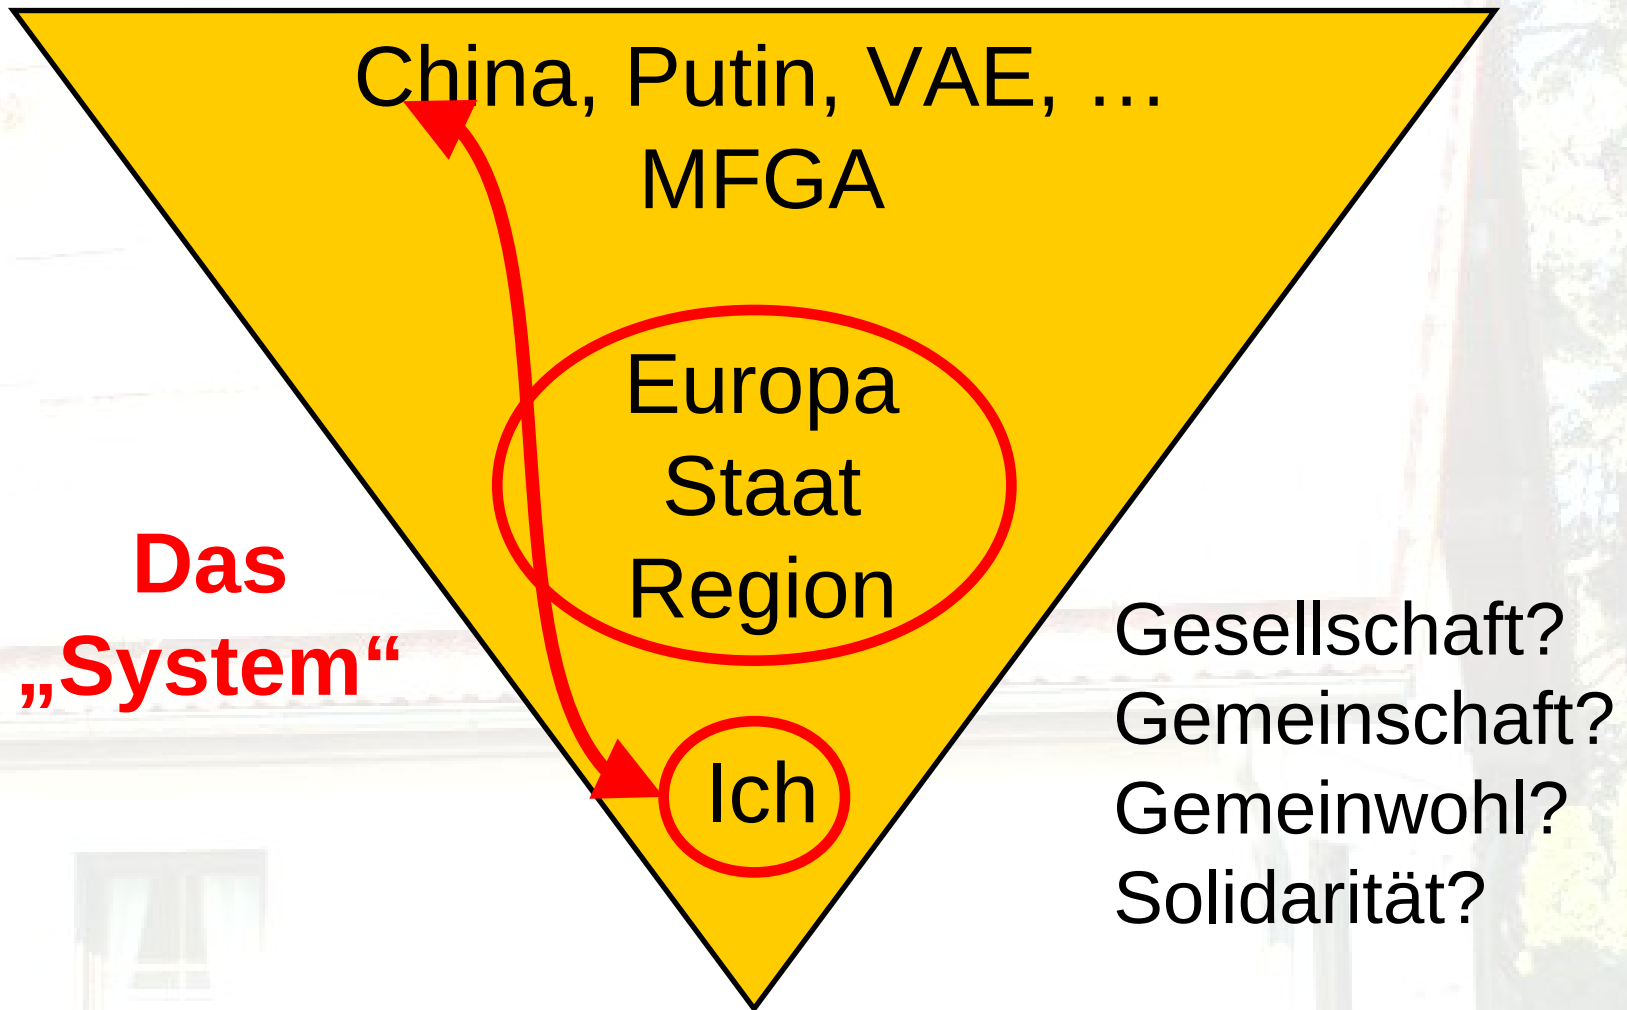 China, Putin, VAE, …
MFGA
Europa
Staat
Region
Ich
Das
„System“
Gesellschaft?
Gemeinschaft?
Gemeinwohl?
Solidarität?